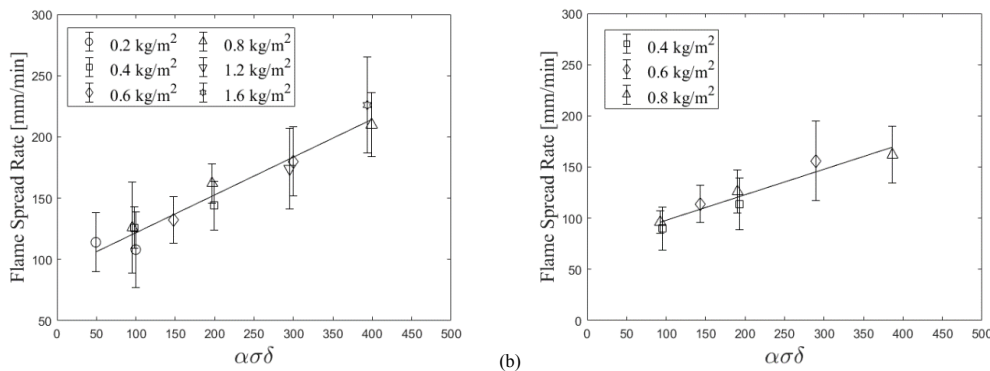 300
250
200
150
100
50
Flame Spread Rate [mm/min]
0.2 kg/m²
0.4 kg/m²
0.6 kg/m²
0.8 kg/m²
1.2 kg/m²
1.6 kg/m²
0 50 100 150 200 250 300 350 400 450 500
ασδ
(b)
300
250
200
150
100
50
0
Flame Spread Rate [mm/min]
0.4 kg/m²
0.6 kg/m²
0.8 kg/m²
0 50 100 150 200 250 300 350 400 450 500
ασδ